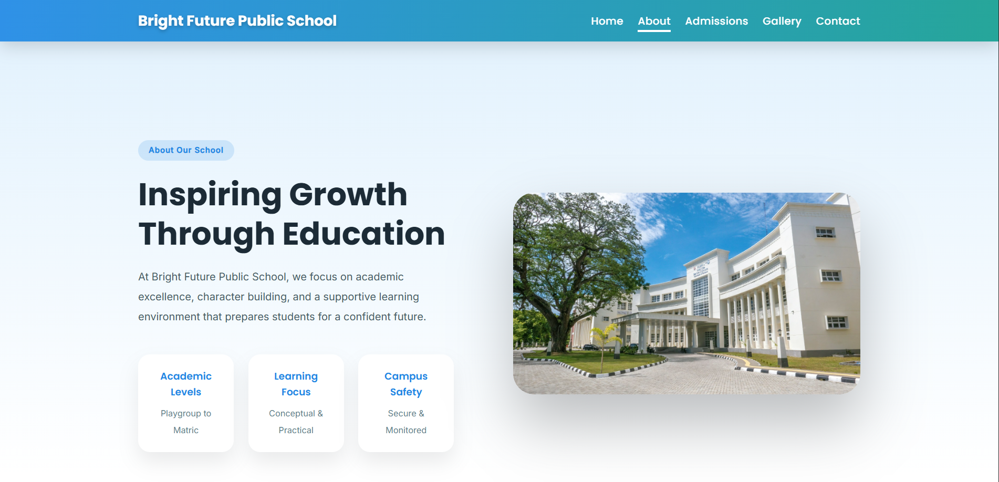 Bright Future Public School
Home About Admissions Gallery Contact
About Our School
Inspiring Growth
Through Education
At Bright Future Public School, we focus on academic
excellence, character building, and a supportive learning
environment that prepares students for a confident future.
Academic
Levels
Playgroup to
Matric
Learning
Focus
Conceptual &
Practical
Campus
Safety
Secure &
Monitored